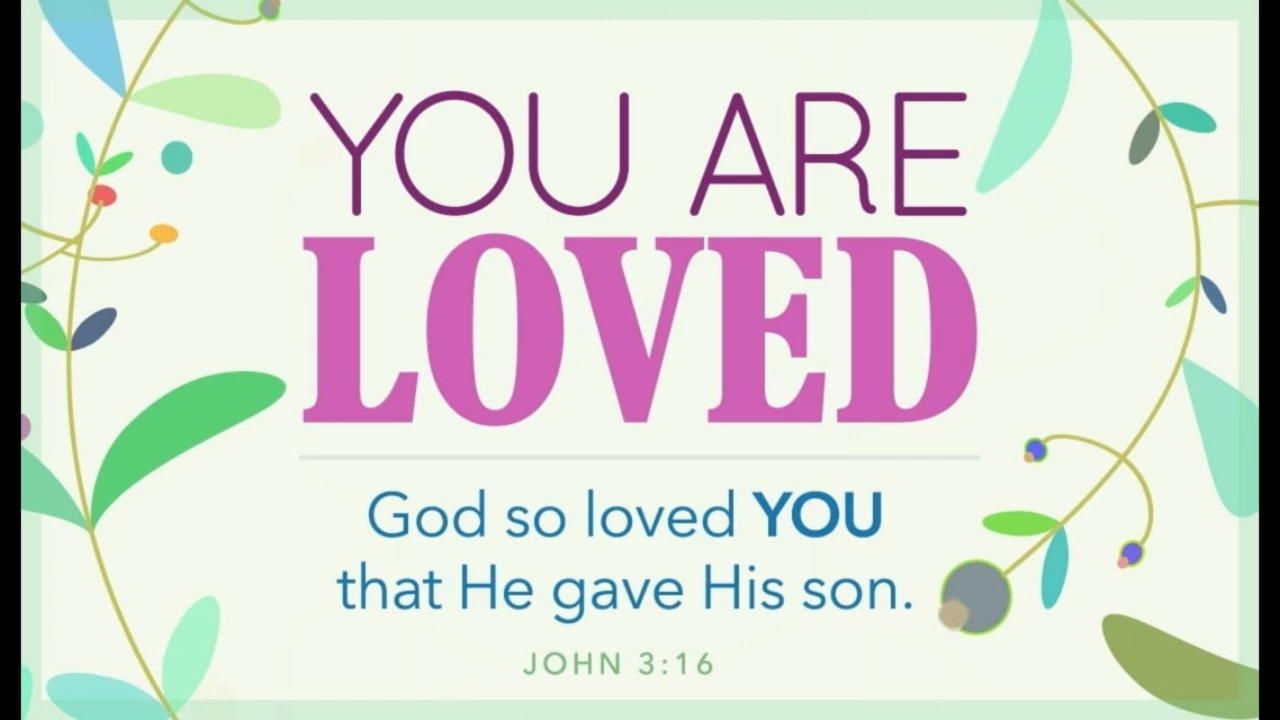 YOU ARE
LOVED
God so loved YOU
that He gave His son.
JOHN 3:16